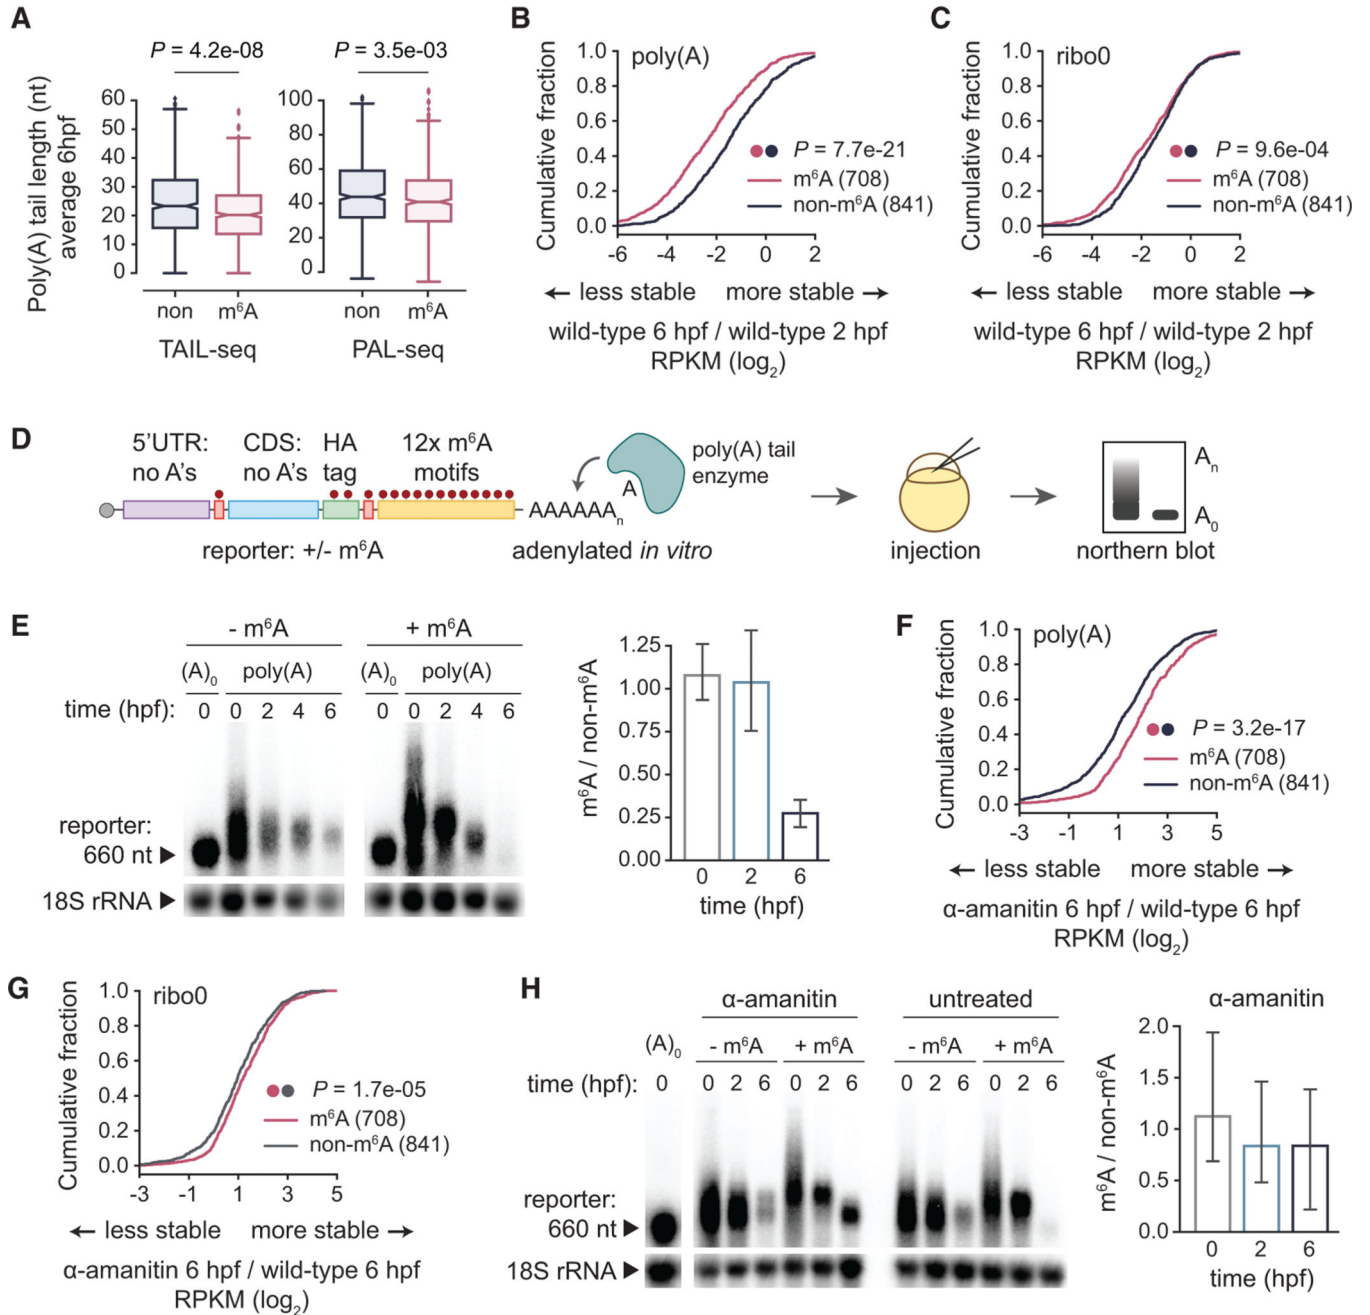 A
P = 4.2e-08
P = 3.5e-03
Poly(A) tail length (nt)
average 6hpf
60
50
40
30
20
10
0
100
80
60
40
20
0
non
m⁶A
non
m⁶A
TAIL-seq
PAL-seq
B
poly(A)
Cumulative fraction
1.0
0.8
0.6
0.4
0.2
0.0
P = 7.7e-21
m⁶A (708)
non-m⁶A (841)
-6 -4 -2 0 2
← less stable more stable →
wild-type 6 hpf / wild-type 2 hpf
RPKM (log₂)
C
ribo0
Cumulative fraction
1.0
0.8
0.6
0.4
0.2
0.0
P = 9.6e-04
m⁶A (708)
non-m⁶A (841)
-6 -4 -2 0 2
← less stable more stable →
wild-type 6 hpf / wild-type 2 hpf
RPKM (log₂)
D
5'UTR:
no A's
CDS:
no A's
HA
tag
12x m⁶A
motifs
AAAAAAₙ
A
poly(A) tail
enzyme
Aₙ
A₀
reporter: +/- m⁶A
adenylated in vitro
injection
northern blot
E
- m⁶A
+ m⁶A
(A)₀ poly(A)
(A)₀ poly(A)
time (hpf): 0 0 2 4 6 0 0 2 4 6
reporter:
660 nt ▶
18S rRNA ▶
m⁶A / non-m⁶A
1.25
1.00
0.75
0.50
0.25
0.00
0 2 6
time (hpf)
F
poly(A)
Cumulative fraction
1.0
0.8
0.6
0.4
0.2
0.0
P = 3.2e-17
m⁶A (708)
non-m⁶A (841)
-3 -1 1 3 5
← less stable more stable →
α-amanitin 6 hpf / wild-type 6 hpf
RPKM (log₂)
G
ribo0
Cumulative fraction
1.0
0.8
0.6
0.4
0.2
0.0
P = 1.7e-05
m⁶A (708)
non-m⁶A (841)
-3 -1 1 3 5
← less stable more stable →
α-amanitin 6 hpf / wild-type 6 hpf
RPKM (log₂)
H
α-amanitin
untreated
(A)₀ - m⁶A + m⁶A - m⁶A + m⁶A
time (hpf): 0 0 2 6 0 2 6 0 2 6 0 2 6
reporter:
660 nt ▶
18S rRNA ▶
α-amanitin
m⁶A / non-m⁶A
2.0
1.5
1.0
0.5
0.0
0 2 6
time (hpf)